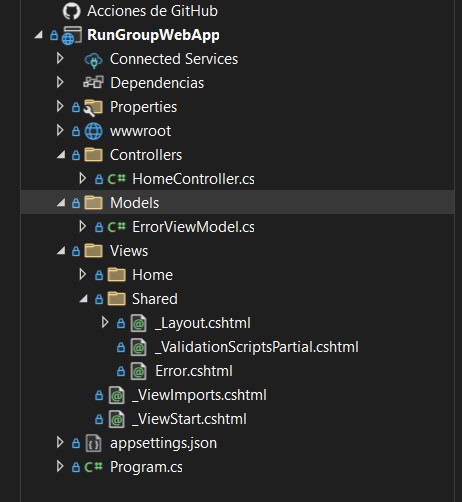 Acciones de GitHub
RunGroupWebApp
Connected Services
Dependencias
Properties
wwwroot
Controllers
C# HomeController.cs
Models
C# ErrorViewModel.cs
Views
Home
Shared
_Layout.cshtml
_ValidationScriptsPartial.cshtml
Error.cshtml
_ViewImports.cshtml
_ViewStart.cshtml
appsettings.json
C# Program.cs